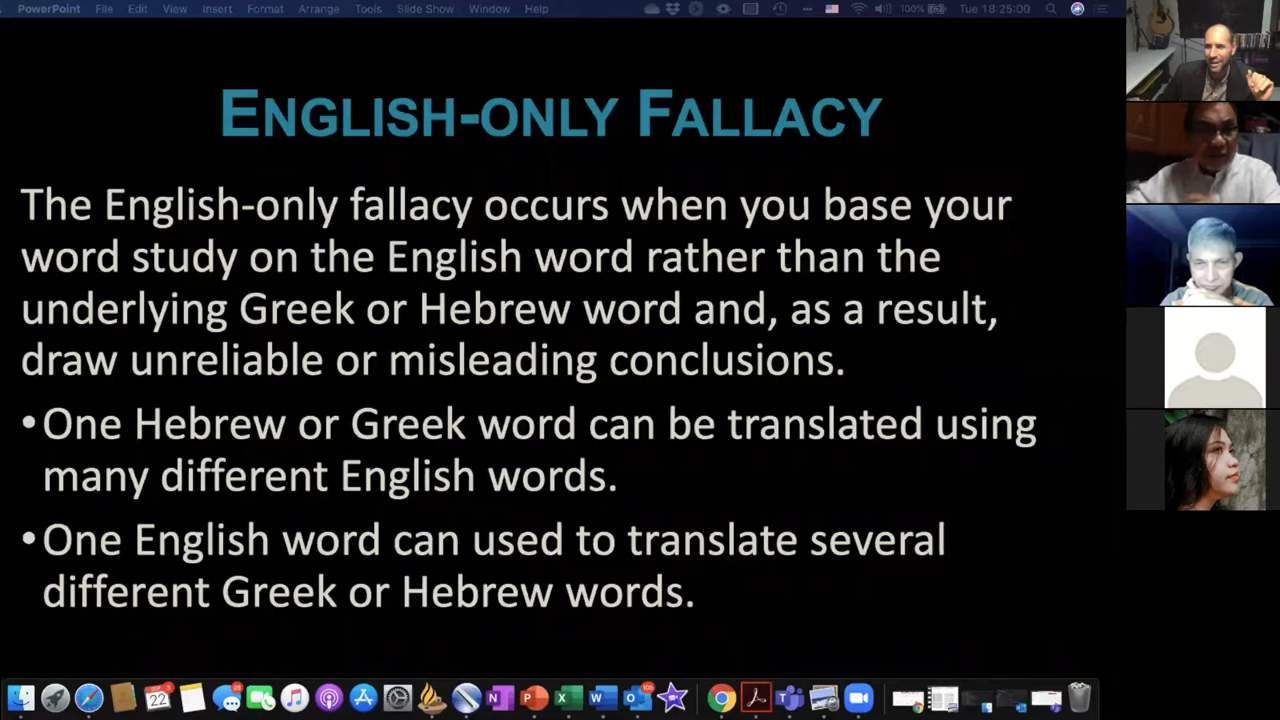 PowerPoint File Edit View Insert Format Arrange Tools Slide Show Window Help 100% Tue 18:25:00
ENGLISH-ONLY FALLACY
The English-only fallacy occurs when you base your
word study on the English word rather than the
underlying Greek or Hebrew word and, as a result,
draw unreliable or misleading conclusions.
•One Hebrew or Greek word can be translated using
many different English words.
•One English word can used to translate several
different Greek or Hebrew words.
22